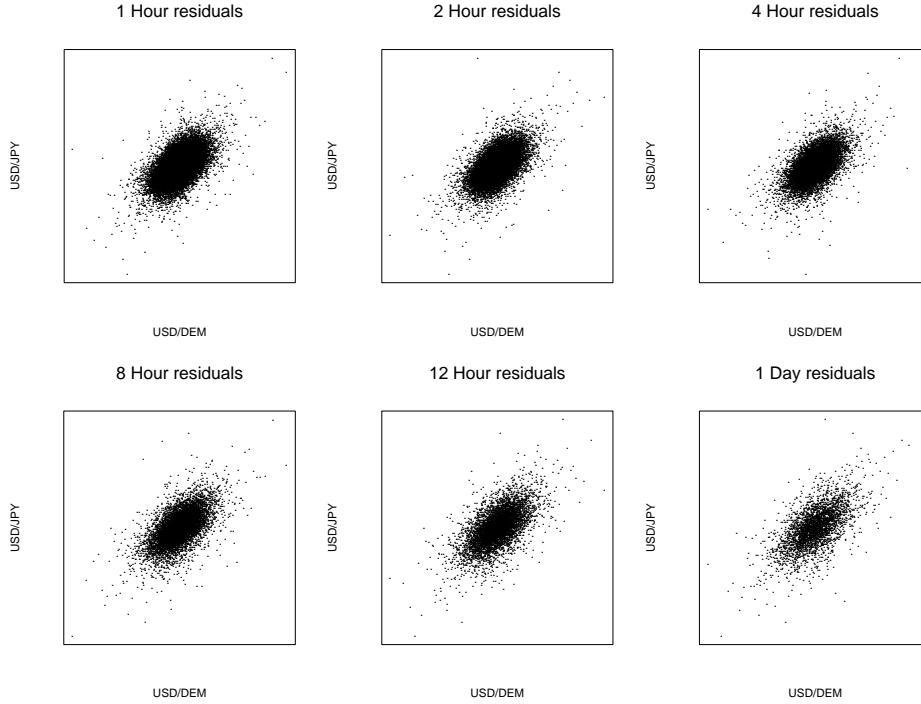 1 Hour residuals
2 Hour residuals
4 Hour residuals
USD/JPY
USD/JPY
USD/JPY
USD/DEM
USD/DEM
USD/DEM
8 Hour residuals
12 Hour residuals
1 Day residuals
USD/JPY
USD/JPY
USD/JPY
USD/DEM
USD/DEM
USD/DEM